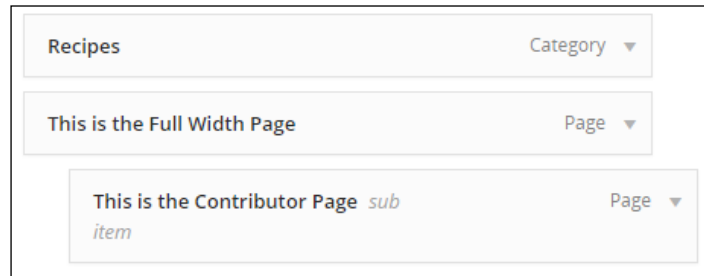 Recipes Category
This is the Full Width Page Page
This is the Contributor Page sub Page
item